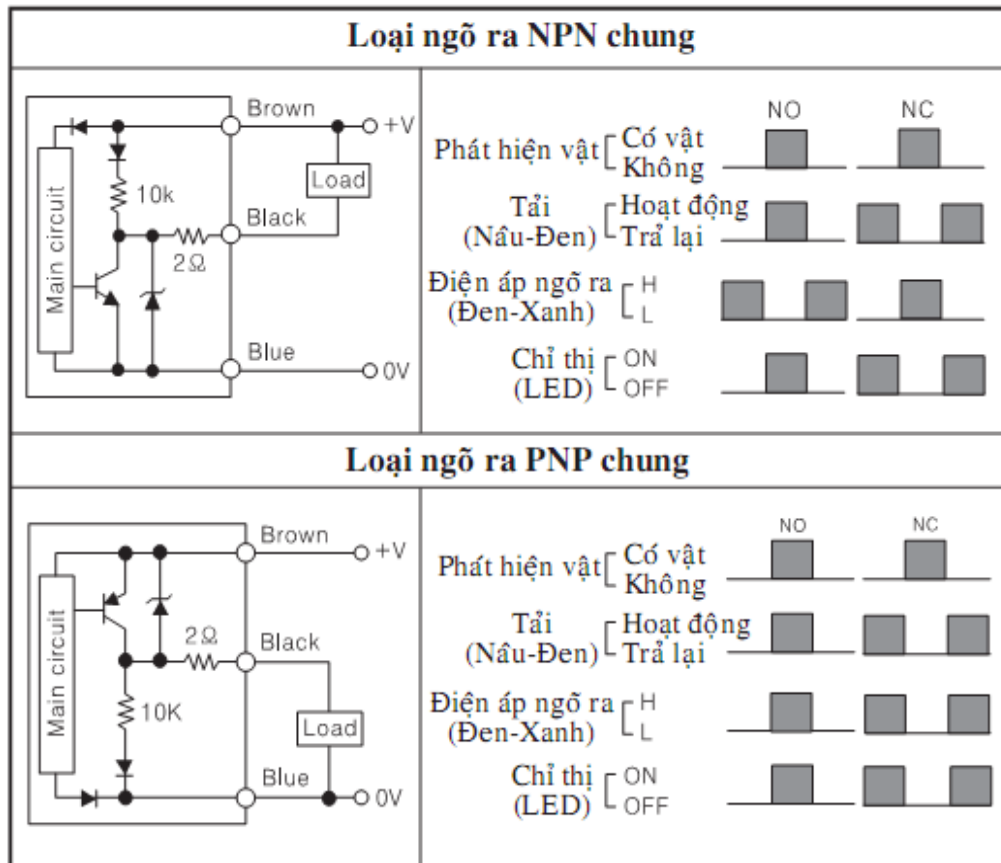 Loại ngõ ra NPN chung
Brown
+V
Load
10k
Black
2Ω
Main circuit
Blue
0V
NO NC
Phát hiện vật Có vật
Không
Tải Hoạt động
(Nâu-Đen) Trả lại
Điện áp ngõ ra H
(Đen-Xanh) L
Chỉ thị ON
(LED) OFF
Loại ngõ ra PNP chung
Brown
+V
2Ω
Black
Main circuit
10K
Load
Blue
0V
NO NC
Phát hiện vật Có vật
Không
Tải Hoạt động
(Nâu-Đen) Trả lại
Điện áp ngõ ra H
(Đen-Xanh) L
Chỉ thị ON
(LED) OFF